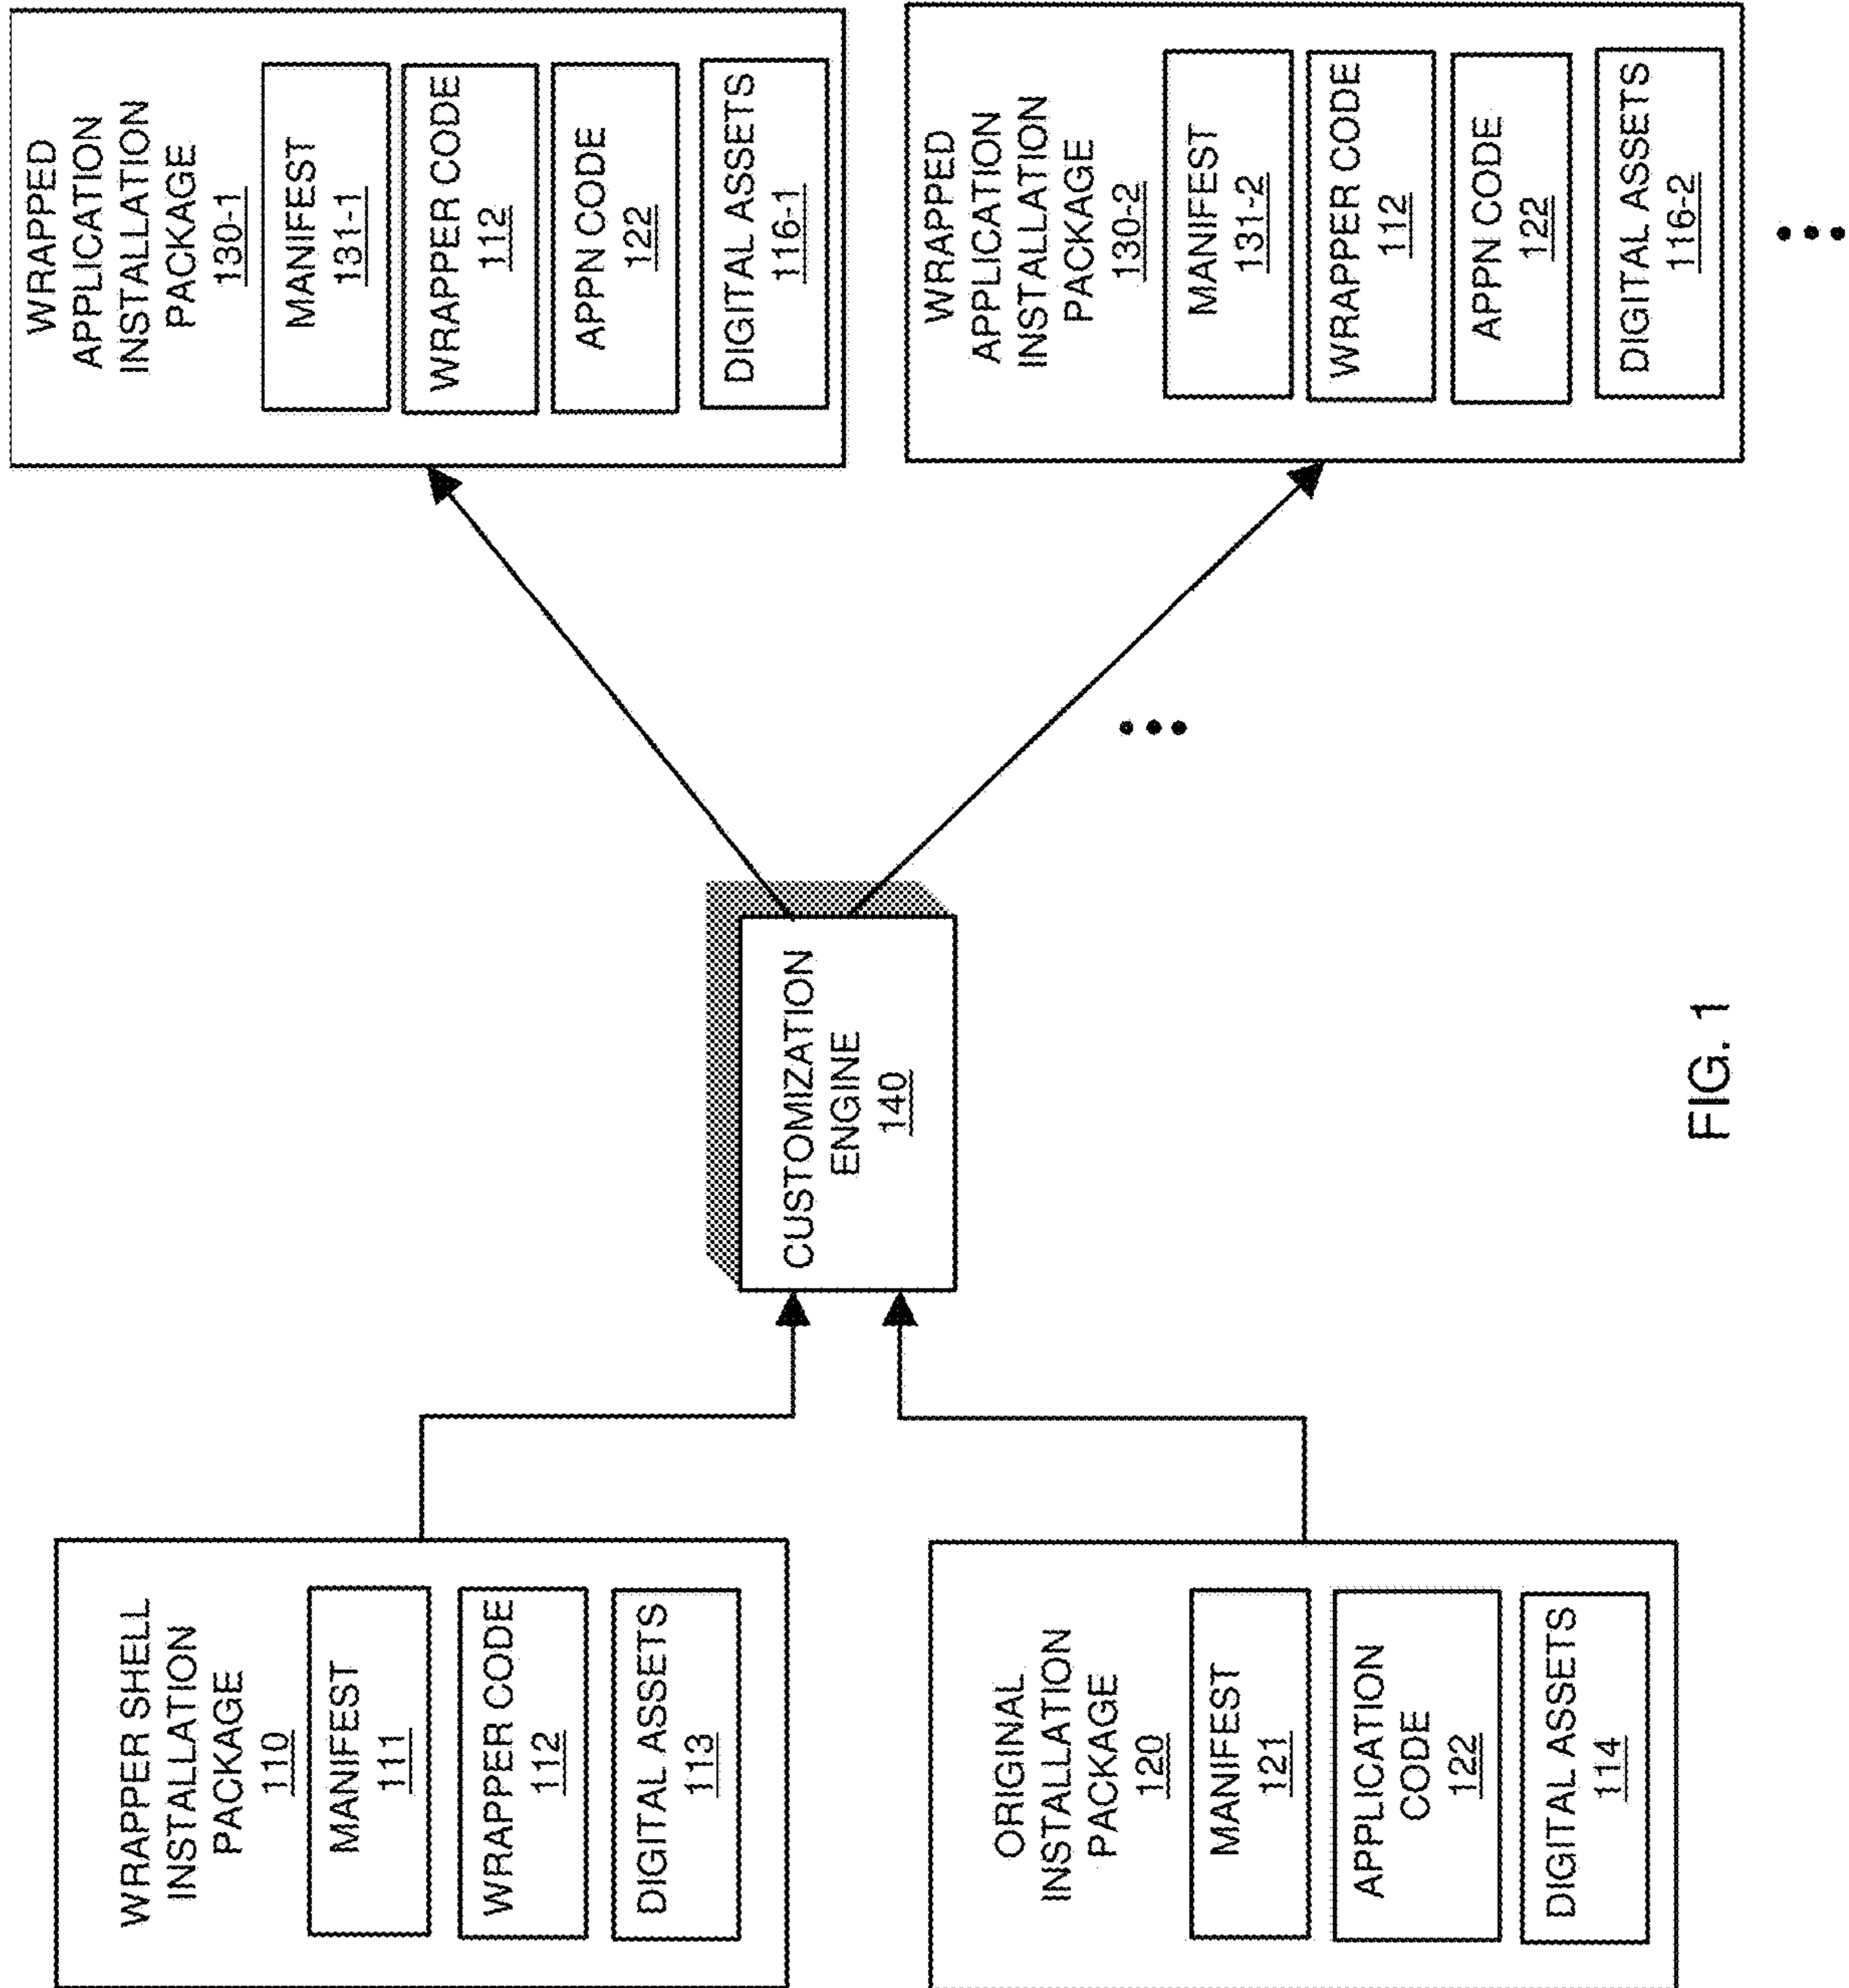 WRAPPER SHELL
INSTALLATION
PACKAGE
110
MANIFEST
111
WRAPPER CODE
112
DIGITAL ASSETS
113
ORIGINAL
INSTALLATION
PACKAGE
120
MANIFEST
121
APPLICATION
CODE
122
DIGITAL ASSETS
114
CUSTOMIZATION
ENGINE
140
WRAPPED
APPLICATION
INSTALLATION
PACKAGE
130-1
MANIFEST
131-1
WRAPPER CODE
112
APPN CODE
122
DIGITAL ASSETS
116-1
WRAPPED
APPLICATION
INSTALLATION
PACKAGE
130-2
MANIFEST
131-2
WRAPPER CODE
112
APPN CODE
122
DIGITAL ASSETS
116-2
FIG. 1